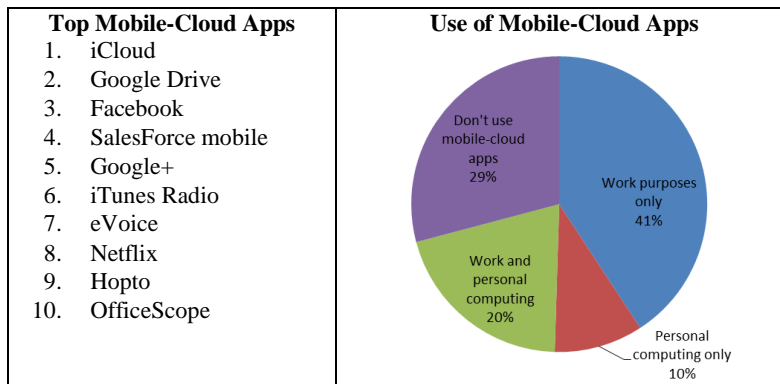 Top Mobile-Cloud Apps
1. iCloud
2. Google Drive
3. Facebook
4. SalesForce mobile
5. Google+
6. iTunes Radio
7. eVoice
8. Netflix
9. Hopto
10. OfficeScope
Use of Mobile-Cloud Apps
Don't use
mobile-cloud
apps
29%
Work purposes
only
41%
Work and
personal
computing
20%
Personal
computing only
10%